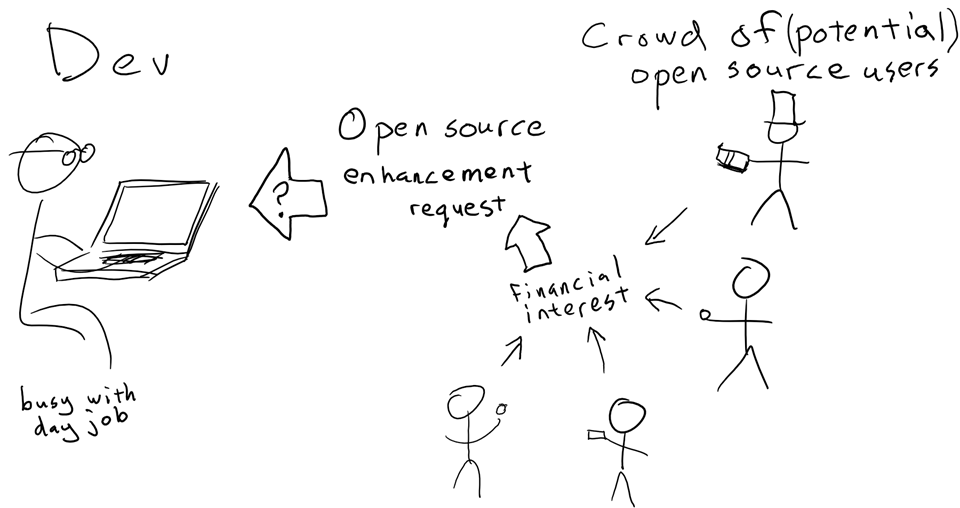 Dev
Crowd of (potential)
open source users
Open source
enhancement
request
?
Financial
interest
busy with
day job